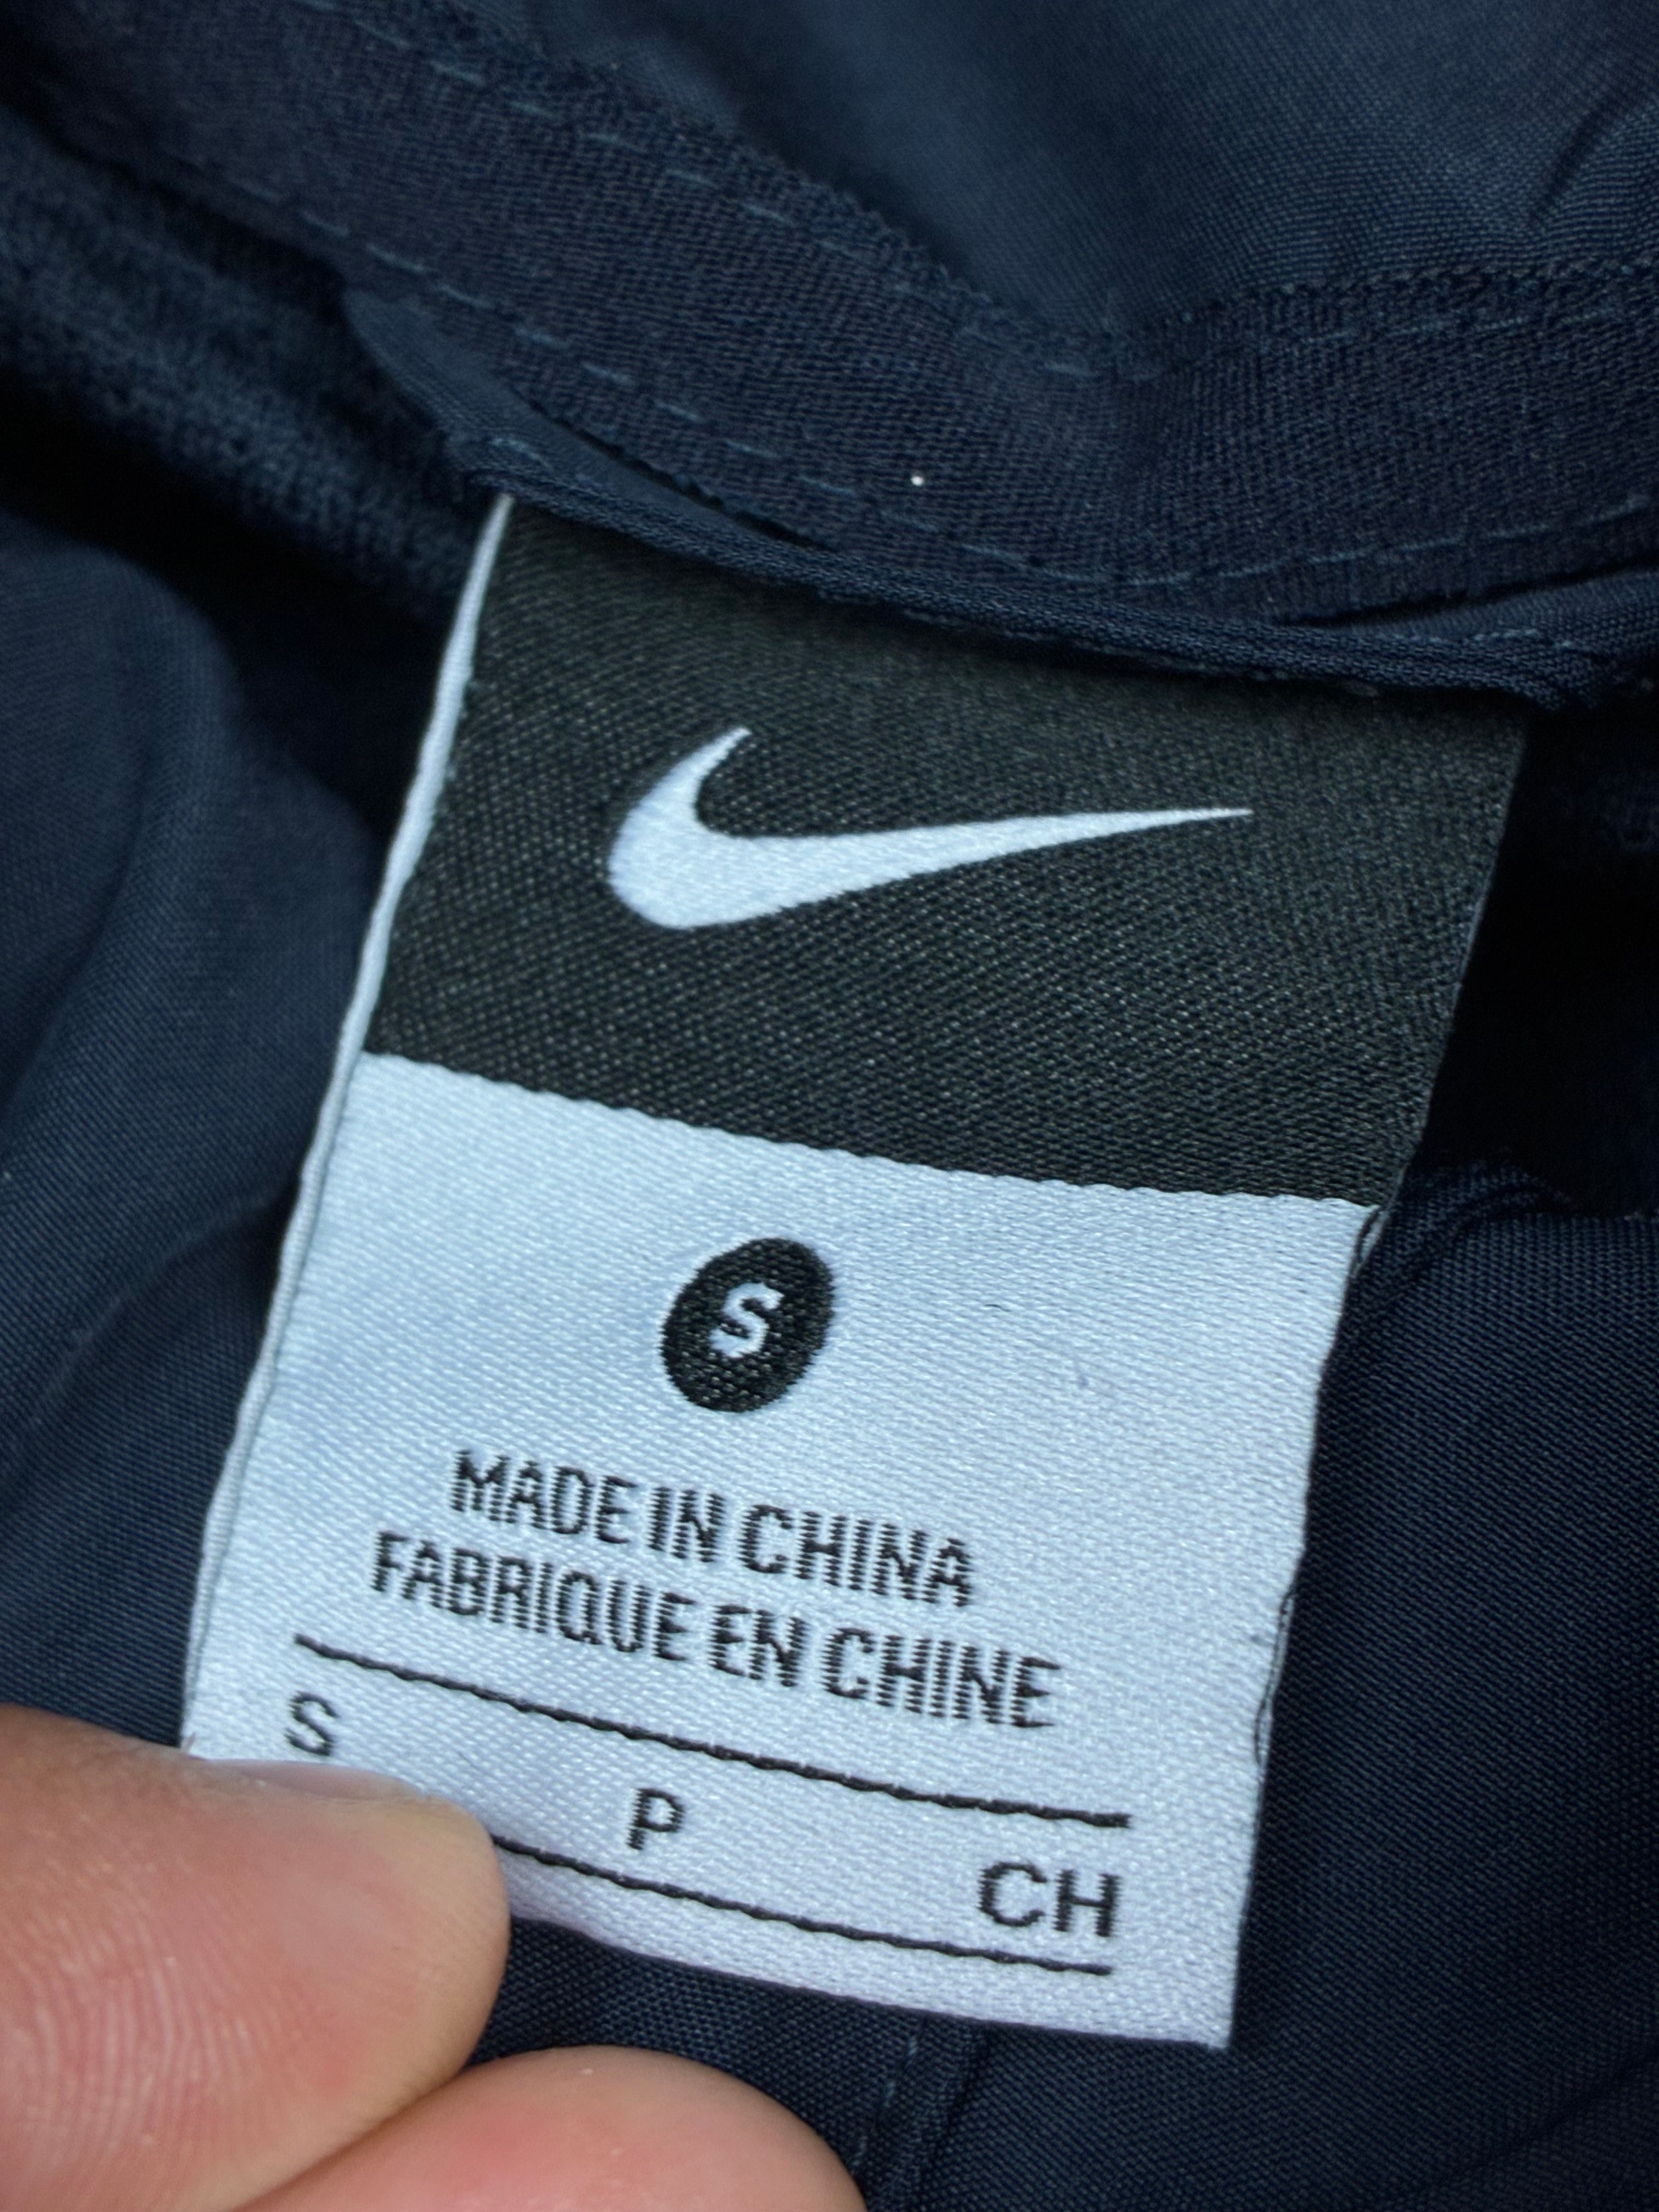 S
MADE IN CHINA
FABRIQUE EN CHINE
S P CH